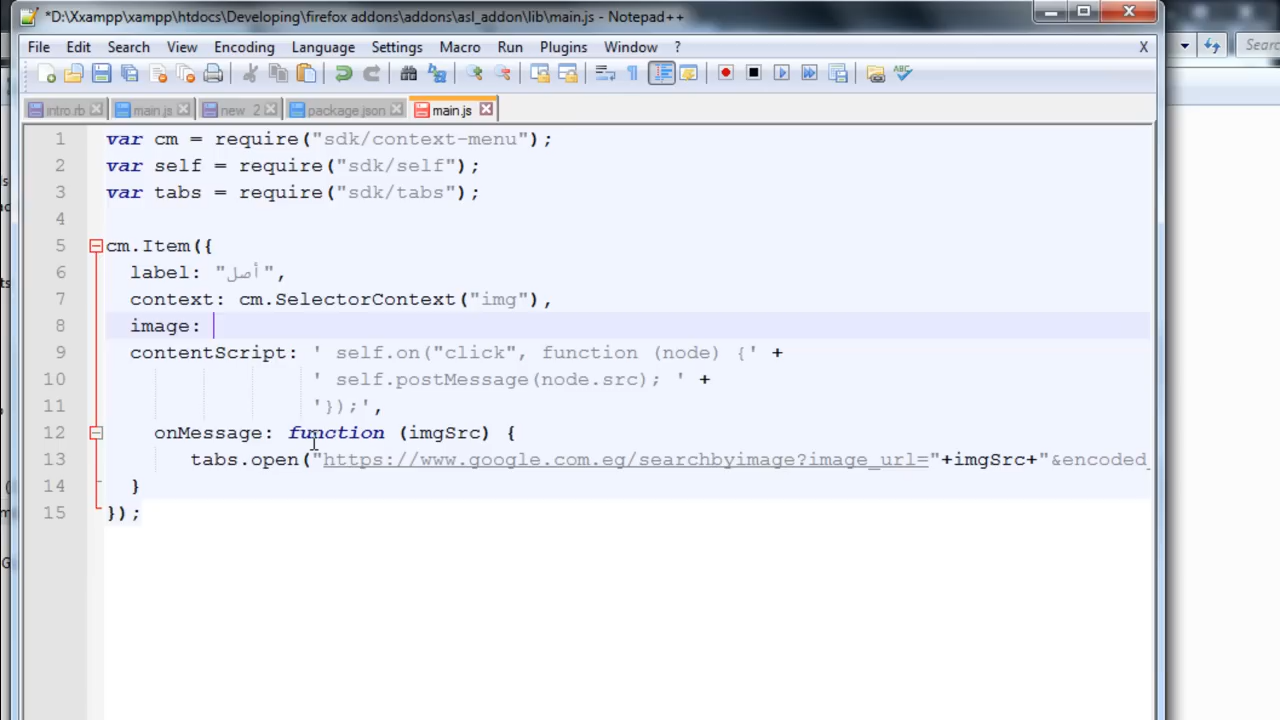 *D:\Xxampp\xampp\htdocs\Developing\firefox addons\addons\asl_addon\lib\main.js - Notepad++
File Edit Search View Encoding Language Settings Macro Run Plugins Window ? X
Search
intro.rb main.js new 2 package.json main.js
1 var cm = require("sdk/context-menu");
2 var self = require("sdk/self");
3 var tabs = require("sdk/tabs");
4
5 cm.Item({
6 label: "أصل",
7 context: cm.SelectorContext("img"),
8 image:
9 contentScript: ' self.on("click", function (node) {' +
10 ' self.postMessage(node.src); ' +
11 '});',
12 onMessage: function (imgSrc) {
13 tabs.open("https://www.google.com.eg/searchbyimage?image_url="+imgSrc+"&encoded_
14 }
15 });